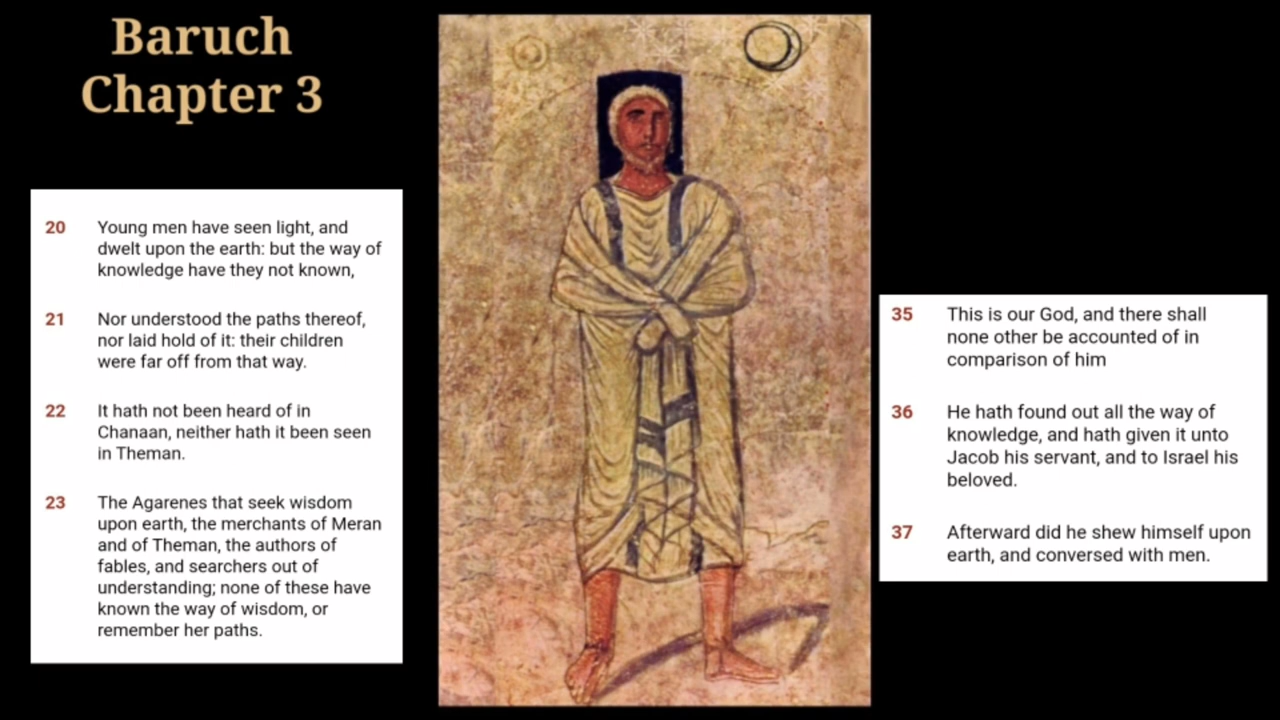 Baruch
Chapter 3
20 Young men have seen light, and
dwelt upon the earth: but the way of
knowledge have they not known,
21 Nor understood the paths thereof,
nor laid hold of it: their children
were far off from that way.
22 It hath not been heard of in
Chanaan, neither hath it been seen
in Theman.
23 The Agarenes that seek wisdom
upon earth, the merchants of Meran
and of Theman, the authors of
fables, and searchers out of
understanding; none of these have
known the way of wisdom, or
remember her paths.
35 This is our God, and there shall
none other be accounted of in
comparison of him
36 He hath found out all the way of
knowledge, and hath given it unto
Jacob his servant, and to Israel his
beloved.
37 Afterward did he shew himself upon
earth, and conversed with men.